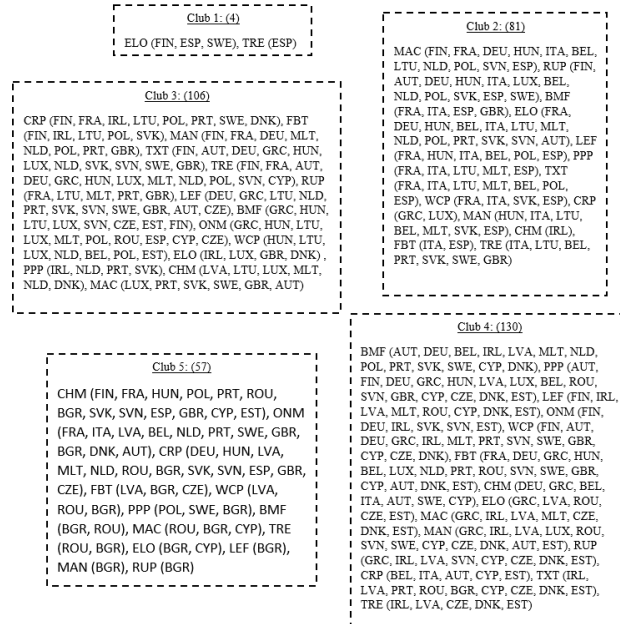 Club 1: (4)
ELO (FIN, ESP, SWE), TRE (ESP)
Club 2: (81)
MAC (FIN, FRA, DEU, HUN, ITA, BEL,
LTU, NLD, POL, SVN, ESP), RUP (FIN,
AUT, DEU, HUN, ITA, LUX, BEL,
NLD, POL, SVK, ESP, SWE), BMF
(FRA, ITA, ESP, GBR), ELO (FRA,
DEU, HUN, BEL, ITA, LTU, MLT,
NLD, POL, PRT, SVK, SVN, AUT), LEF
(FRA, HUN, ITA, BEL, POL, ESP), PPP
(FRA, ITA, LTU, MLT, ESP), TXT
(FRA, ITA, LTU, MLT, BEL, POL,
ESP), WCP (FRA, ITA, SVK, ESP), CRP
(GRC, LUX), MAN (HUN, ITA, LTU,
BEL, MLT, SVK, ESP), CHM (IRL),
FBT (ITA, ESP), TRE (ITA, LTU, BEL,
PRT, SVK, SWE, GBR)
Club 3: (106)
CRP (FIN, FRA, IRL, LTU, POL, PRT, SWE, DNK), FBT
(FIN, IRL, LTU, POL, SVK), MAN (FIN, FRA, DEU, MLT,
NLD, POL, PRT, GBR), TXT (FIN, AUT, DEU, GRC, HUN,
LUX, NLD, SVK, SVN, SWE, GBR), TRE (FIN, FRA, AUT,
DEU, GRC, HUN, LUX, MLT, NLD, POL, SVN, CYP), RUP
(FRA, LTU, MLT, PRT, GBR), LEF (DEU, GRC, LTU, NLD,
PRT, SVK, SVN, SWE, GBR, AUT, CZE), BMF (GRC, HUN,
LTU, LUX, SVN, CZE, EST, FIN), ONM (GRC, HUN, LTU,
LUX, MLT, POL, ROU, ESP, CYP, CZE), WCP (HUN, LTU,
LUX, NLD, BEL, POL, EST), ELO (IRL, LUX, GBR, DNK) ,
PPP (IRL, NLD, PRT, SVK), CHM (LVA, LTU, LUX, MLT,
NLD, DNK), MAC (LUX, PRT, SVK, SWE, GBR, AUT)
Club 4: (130)
BMF (AUT, DEU, BEL, IRL, LVA, MLT, NLD,
POL, PRT, SVK, SWE, CYP, DNK), PPP (AUT,
FIN, DEU, GRC, HUN, LVA, LUX, BEL, ROU,
SVN, GBR, CYP, CZE, DNK, EST), LEF (FIN, IRL,
LVA, MLT, ROU, CYP, DNK, EST), ONM (FIN,
DEU, IRL, SVK, SVN, EST), WCP (FIN, AUT,
DEU, GRC, IRL, MLT, PRT, SVN, SWE, GBR,
CYP, CZE, DNK), FBT (FRA, DEU, GRC, HUN,
BEL, LUX, NLD, PRT, ROU, SVN, SWE, GBR,
CYP, AUT, DNK, EST), CHM (DEU, GRC, BEL,
ITA, AUT, SWE, CYP), ELO (GRC, LVA, ROU,
CZE, EST), MAC (GRC, IRL, LVA, MLT, CZE,
DNK, EST), MAN (GRC, IRL, LVA, LUX, ROU,
SVN, SWE, CYP, CZE, DNK, AUT, EST), RUP
(GRC, IRL, LVA, SVN, CYP, CZE, DNK, EST),
CRP (BEL, ITA, AUT, CYP, EST), TXT (IRL,
LVA, PRT, ROU, BGR, CYP, CZE, DNK, EST),
TRE (IRL, LVA, CZE, DNK, EST)
Club 5: (57)
CHM (FIN, FRA, HUN, POL, PRT, ROU,
BGR, SVK, SVN, ESP, GBR, CYP, EST), ONM
(FRA, ITA, LVA, BEL, NLD, PRT, SWE, GBR,
BGR, DNK, AUT), CRP (DEU, HUN, LVA,
MLT, NLD, ROU, BGR, SVK, SVN, ESP, GBR,
CZE), FBT (LVA, BGR, CZE), WCP (LVA,
ROU, BGR), PPP (POL, SWE, BGR), BMF
(BGR, ROU), MAC (ROU, BGR, CYP), TRE
(ROU, BGR), ELO (BGR, CYP), LEF (BGR),
MAN (BGR), RUP (BGR)